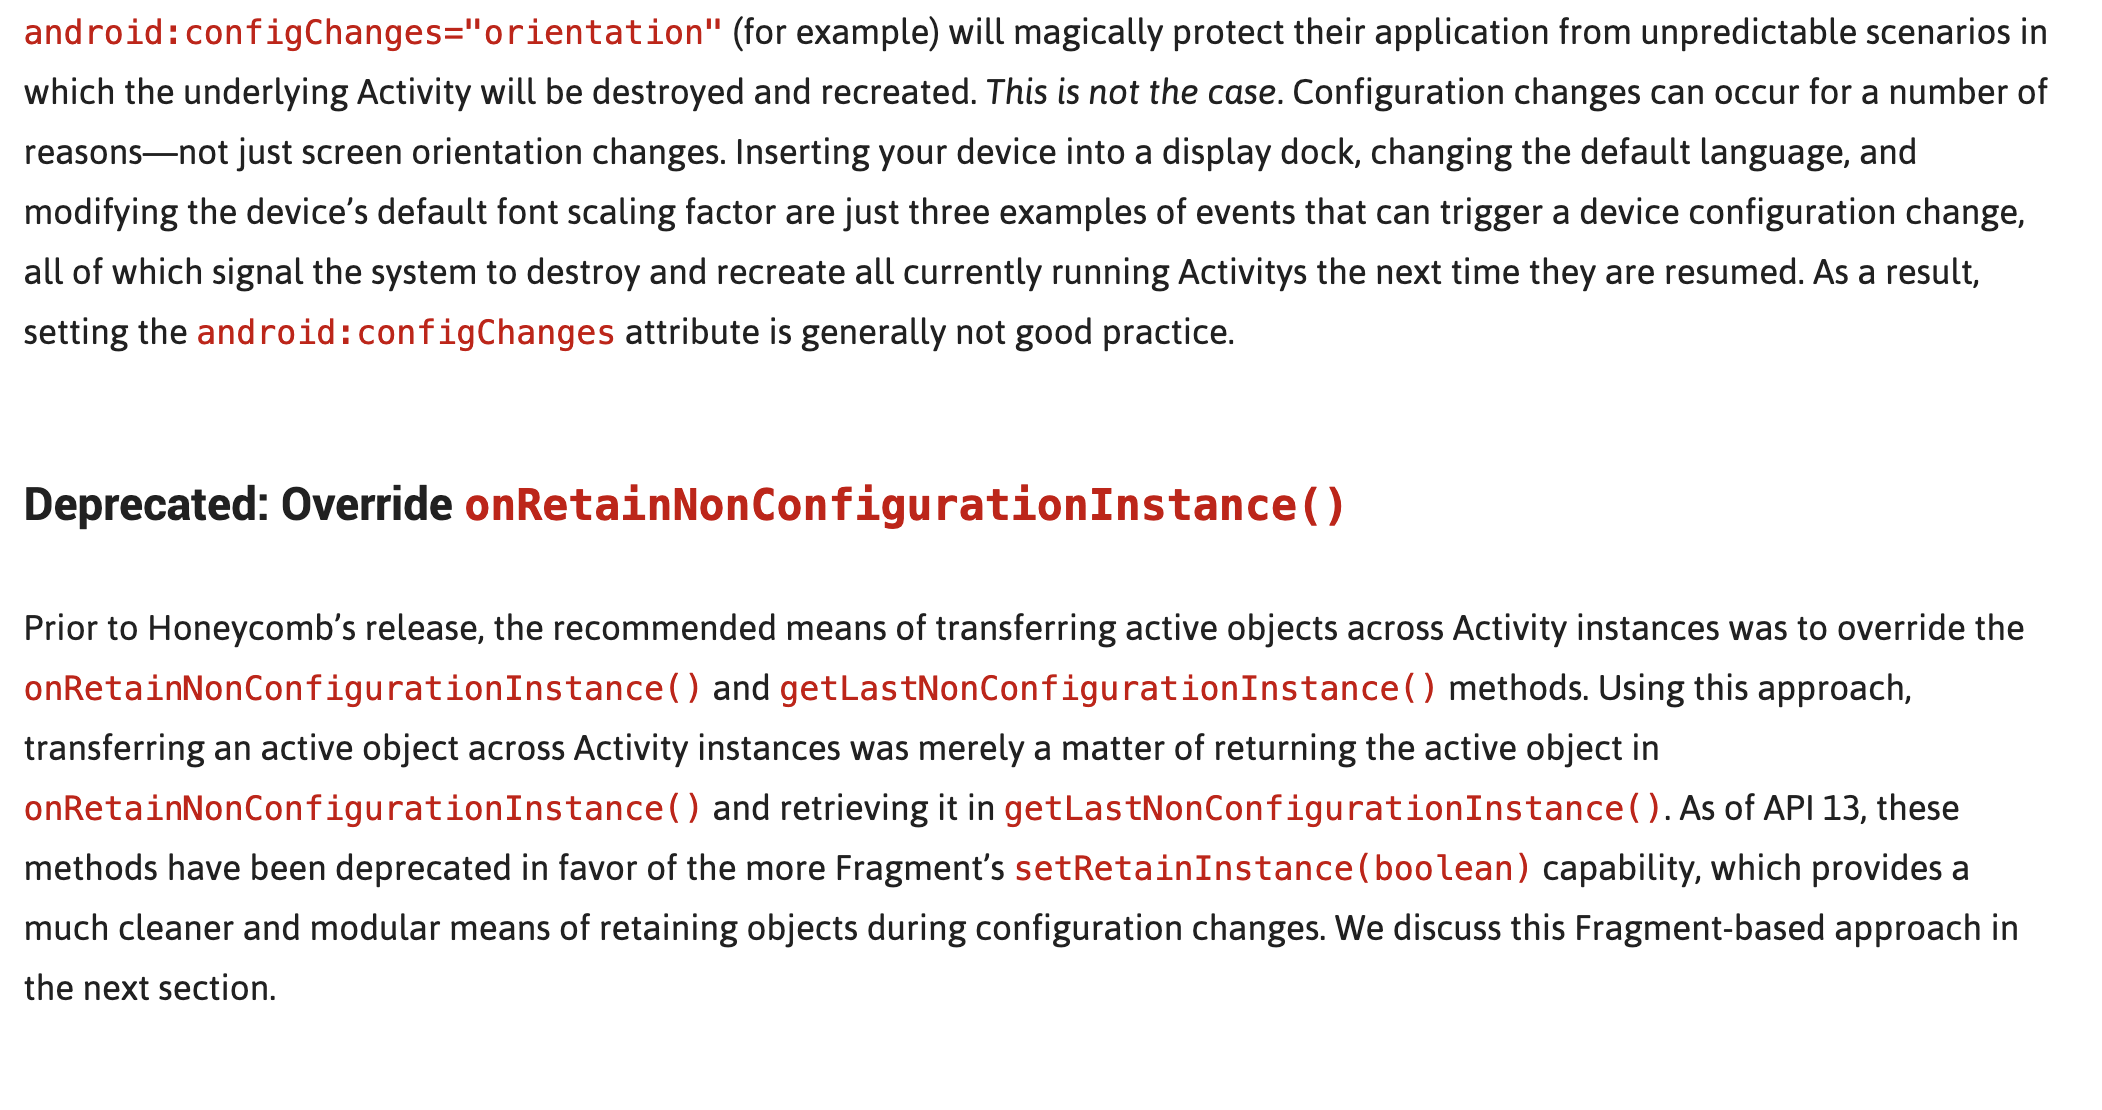 android:configChanges="orientation" (for example) will magically protect their application from unpredictable scenarios in
which the underlying Activity will be destroyed and recreated. This is not the case. Configuration changes can occur for a number of
reasons—not just screen orientation changes. Inserting your device into a display dock, changing the default language, and
modifying the device’s default font scaling factor are just three examples of events that can trigger a device configuration change,
all of which signal the system to destroy and recreate all currently running Activitys the next time they are resumed. As a result,
setting the android:configChanges attribute is generally not good practice.
Deprecated: Override onRetainNonConfigurationInstance()
Prior to Honeycomb’s release, the recommended means of transferring active objects across Activity instances was to override the
onRetainNonConfigurationInstance() and getLastNonConfigurationInstance() methods. Using this approach,
transferring an active object across Activity instances was merely a matter of returning the active object in
onRetainNonConfigurationInstance() and retrieving it in getLastNonConfigurationInstance(). As of API 13, these
methods have been deprecated in favor of the more Fragment’s setRetainInstance(boolean) capability, which provides a
much cleaner and modular means of retaining objects during configuration changes. We discuss this Fragment-based approach in
the next section.